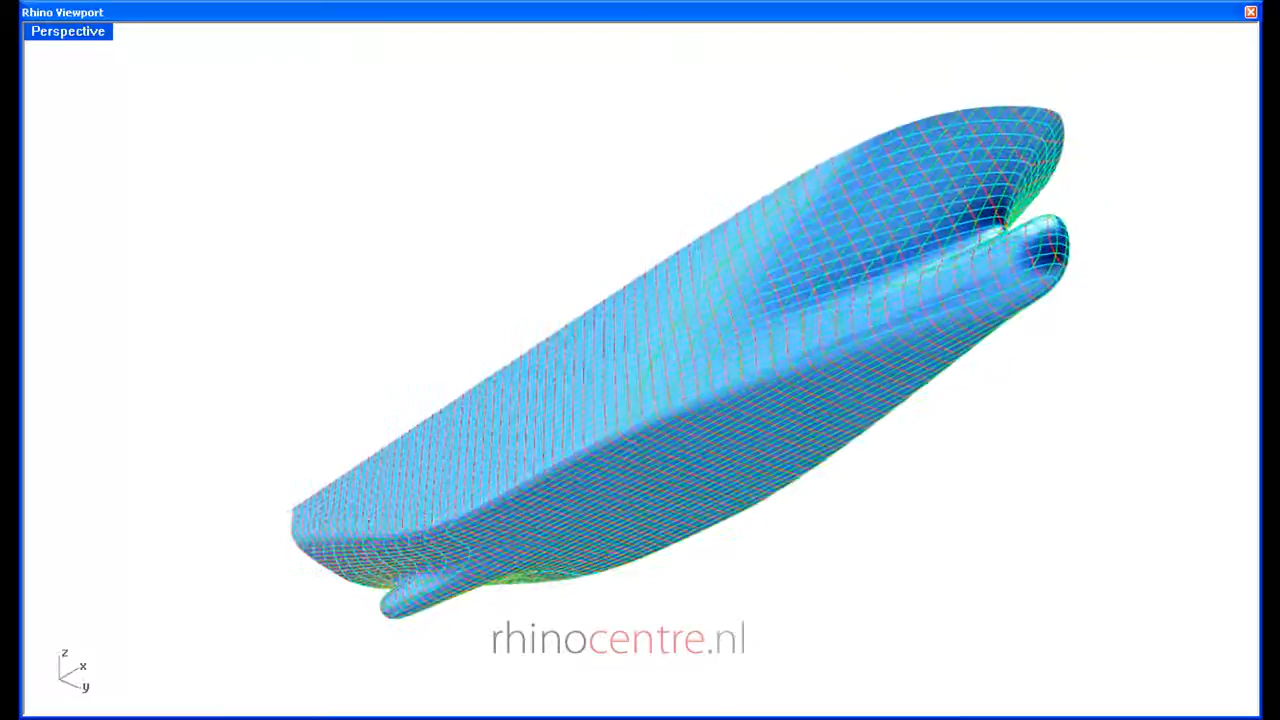 Rhino Viewport
Perspective
rhinocentre.nl
z
x
y